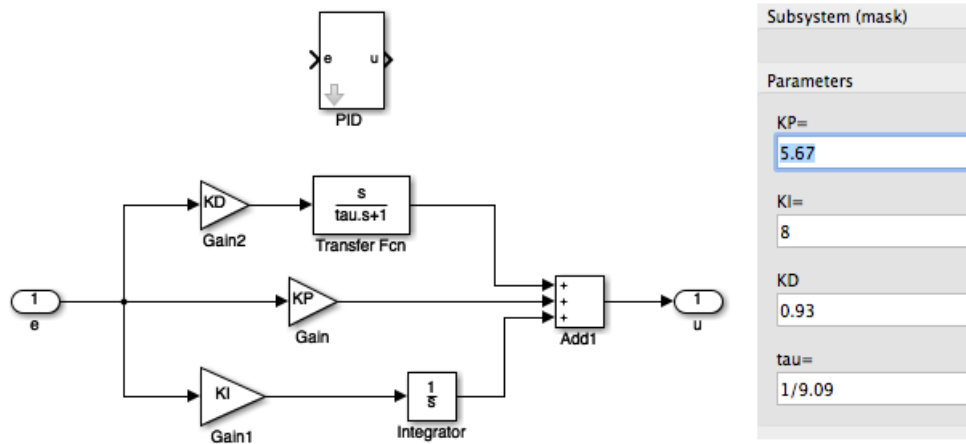 e u
PID
KD
Gain2
s
tau.s+1
Transfer Fcn
1
e
KP
Gain
+
+
+
Add1
1
u
KI
Gain1
1
s
Integrator
Subsystem (mask)
Parameters
KP=
5.67
KI=
8
KD
0.93
tau=
1/9.09